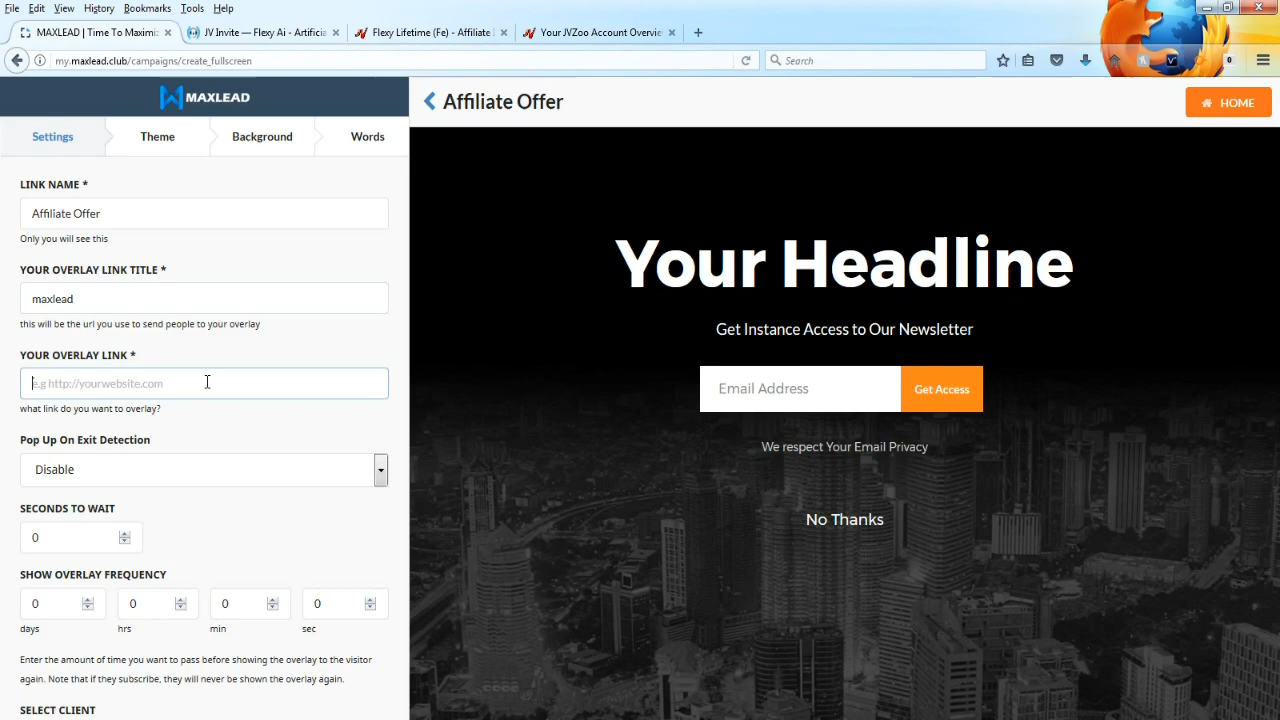 File Edit View History Bookmarks Tools Help
MAXLEAD | Time To Maximi
JV Invite — Flexy Ai - Artificia
Flexy Lifetime (Fe) - Affiliate
Your JVZoo Account Overvie
my.maxlead.club/campaigns/create_fullscreen
Search
0
MAXLEAD
Affiliate Offer
HOME
Settings Theme Background Words
LINK NAME *
Affiliate Offer
Only you will see this
YOUR OVERLAY LINK TITLE *
maxlead
this will be the url you use to send people to your overlay
YOUR OVERLAY LINK *
e.g http://yourwebsite.com
what link do you want to overlay?
Pop Up On Exit Detection
Disable
SECONDS TO WAIT
0
SHOW OVERLAY FREQUENCY
0 0 0 0
days hrs min sec
Enter the amount of time you want to pass before showing the overlay to the visitor
again. Note that if they subscribe, they will never be shown the overlay again.
SELECT CLIENT
Your Headline
Get Instance Access to Our Newsletter
Email Address
Get Access
We respect Your Email Privacy
No Thanks